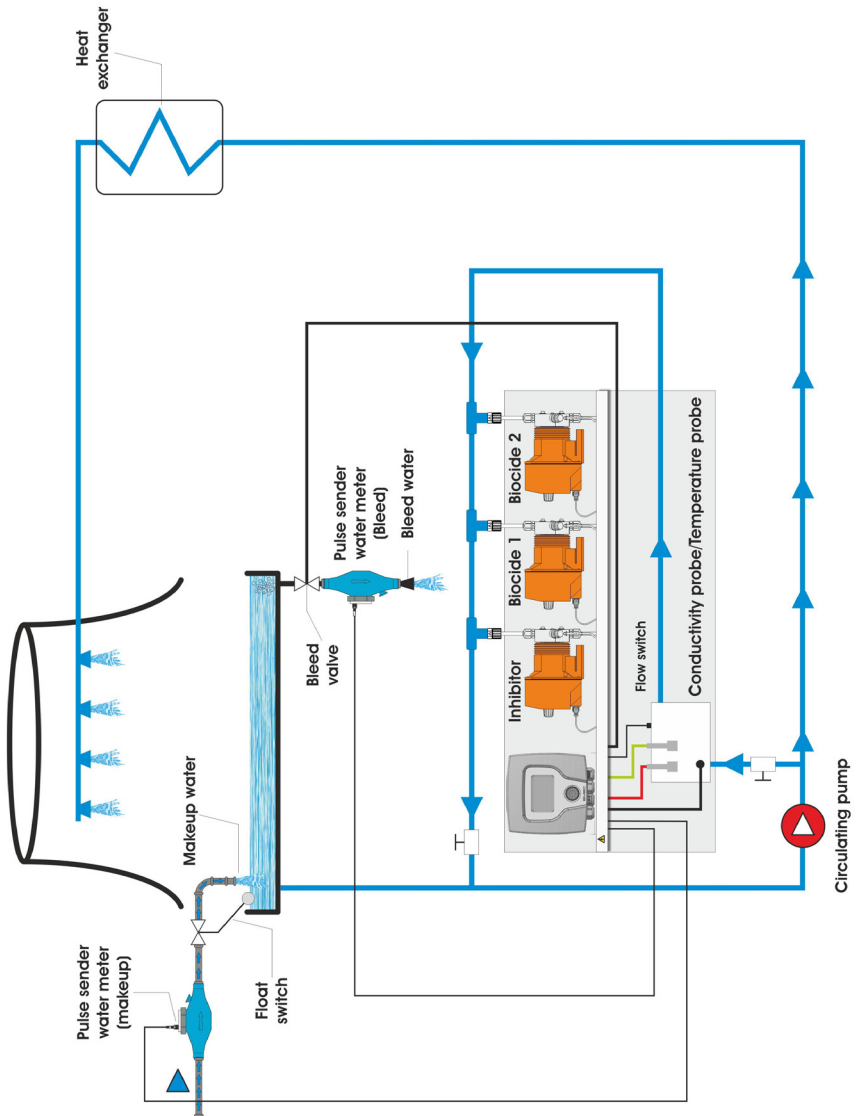 Heat
exchanger
Pulse sender
water meter
(Bleed)
Bleed water
Bleed
valve
Makeup water
Float
switch
Pulse sender
water meter
(makeup)
Biocide 2
Biocide 1
Inhibitor
Flow switch
Conductivity probe/Temperature probe
Circulating pump